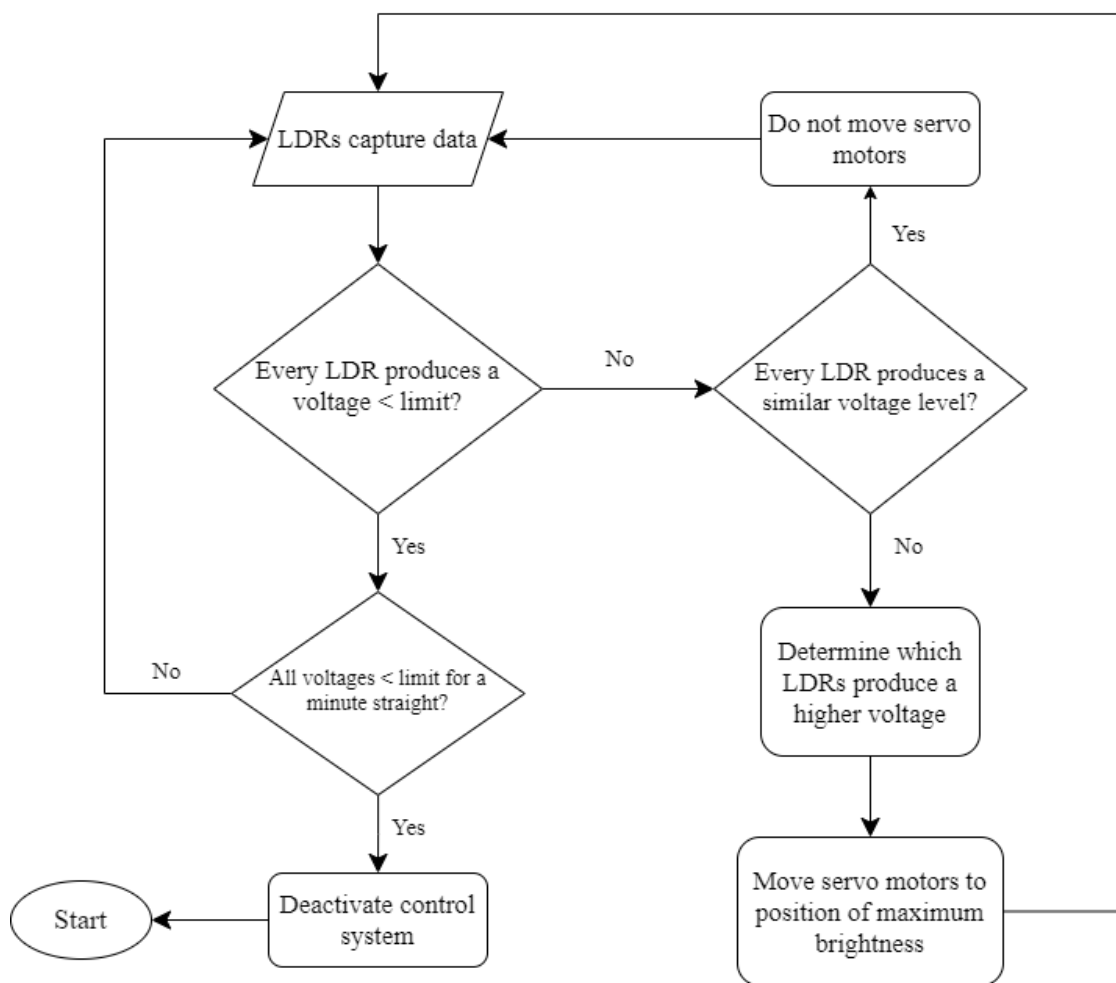 LDRs capture data
Do not move servo
motors
Yes
Every LDR produces a
voltage < limit?
No
Every LDR produces a
similar voltage level?
Yes
No
All voltages < limit for a
minute straight?
No
Determine which
LDRs produce a
higher voltage
Yes
Deactivate control
system
Start
Move servo motors to
position of maximum
brightness